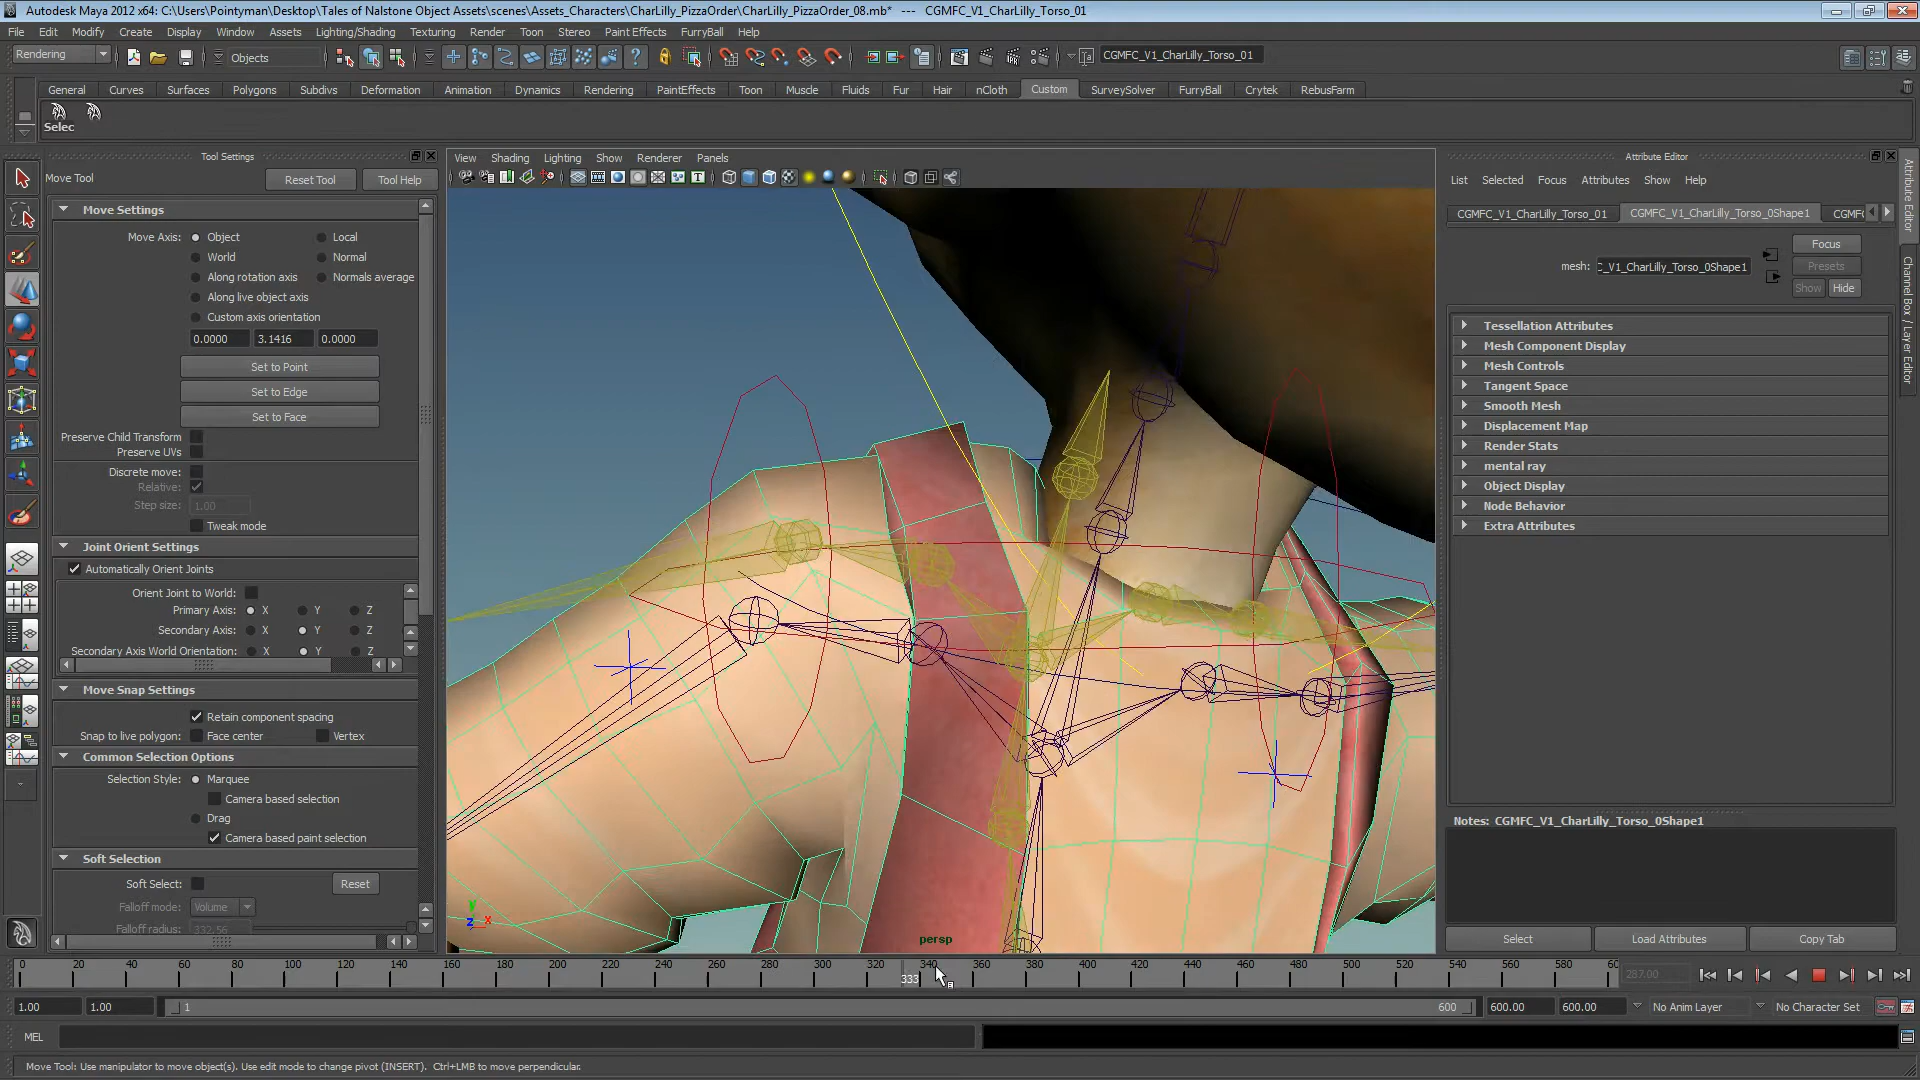 Autodesk Maya 2012 x64: C:\Users\Pointyman\Desktop\Tales of Nalstone Object Assets\scenes\Assets_Characters\CharLilly_PizzaOrder\CharLilly_PizzaOrder_08.mb* --- CGMFC_V1_CharLilly_Torso_01
File Edit Modify Create Display Window Assets Lighting/Shading Texturing Render Toon Stereo Paint Effects FurryBall Help
Rendering Objects CGMFC_V1_CharLilly_Torso_01
General Curves Surfaces Polygons Subdivs Deformation Animation Dynamics Rendering PaintEffects Toon Muscle Fluids Fur Hair nCloth Custom SurveySolver FurryBall Crytek RebusFarm
Selec
Tool Settings
Move Tool Reset Tool Tool Help
Move Settings
Move Axis: Object Local
World Normal
Along rotation axis Normals average
Along live object axis
Custom axis orientation
0.0000 3.1416 0.0000
Set to Point
Set to Edge
Set to Face
Preserve Child Transform
Preserve UVs
Discrete move:
Relative:
Step size: 1.00
Tweak mode
Joint Orient Settings
Automatically Orient Joints
Orient Joint to World:
Primary Axis: X Y Z
Secondary Axis: X Y Z
Secondary Axis World Orientation: X Y Z
Move Snap Settings
Retain component spacing
Snap to live polygon: Face center Vertex
Common Selection Options
Selection Style: Marquee
Camera based selection
Drag
Camera based paint selection
Soft Selection
Soft Select: Reset
Falloff mode: Volume
Falloff radius: 332.56
View Shading Lighting Show Renderer Panels
persp
y
z x
Attribute Editor
List Selected Focus Attributes Show Help
CGMFC_V1_CharLilly_Torso_01 CGMFC_V1_CharLilly_Torso_0Shape1 CGMF(
Focus
mesh: C_V1_CharLilly_Torso_0Shape1
Presets
Show Hide
Tessellation Attributes
Mesh Component Display
Mesh Controls
Tangent Space
Smooth Mesh
Displacement Map
Render Stats
mental ray
Object Display
Node Behavior
Extra Attributes
Notes: CGMFC_V1_CharLilly_Torso_0Shape1
Select Load Attributes Copy Tab
Attribute Editor
Channel Box / Layer Editor
0 20 40 60 80 100 120 140 160 180 200 220 240 260 280 300 320 340 360 380 400 420 440 460 480 500 520 540 560 580 60
333
287.00
1.00 1.00 1 600 600.00 600.00 No Anim Layer No Character Set
MEL
Move Tool: Use manipulator to move object(s). Use edit mode to change pivot (INSERT). Ctrl+LMB to move perpendicular.